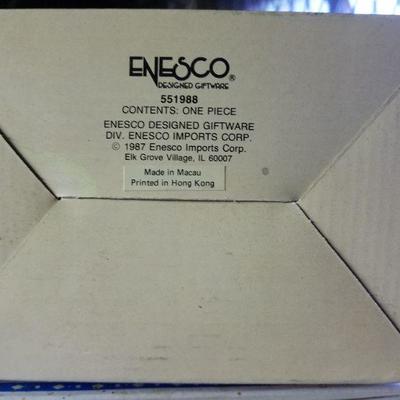 ENESCO®
DESIGNED GIFTWARE
551988
CONTENTS: ONE PIECE
ENESCO DESIGNED GIFTWARE
DIV. ENESCO IMPORTS CORP.
© 1987 Enesco Imports Corp.
Elk Grove Village, IL 60007
Made in Macau
Printed in Hong Kong